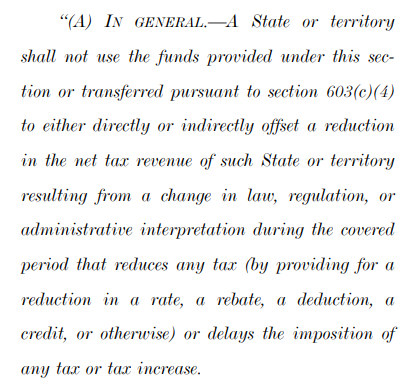 “(A) IN GENERAL.—A State or territory
shall not use the funds provided under this sec-
tion or transferred pursuant to section 603(c)(4)
to either directly or indirectly offset a reduction
in the net tax revenue of such State or territory
resulting from a change in law, regulation, or
administrative interpretation during the covered
period that reduces any tax (by providing for a
reduction in a rate, a rebate, a deduction, a
credit, or otherwise) or delays the imposition of
any tax or tax increase.